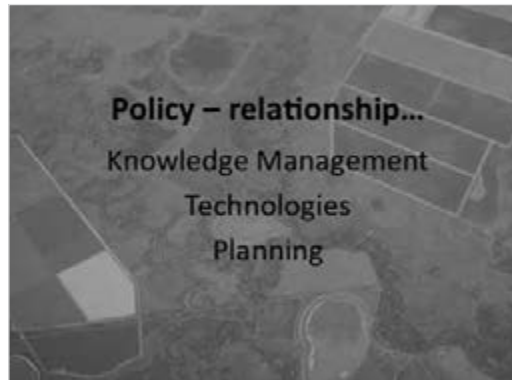 Policy – relationship...
Knowledge Management
Technologies
Planning